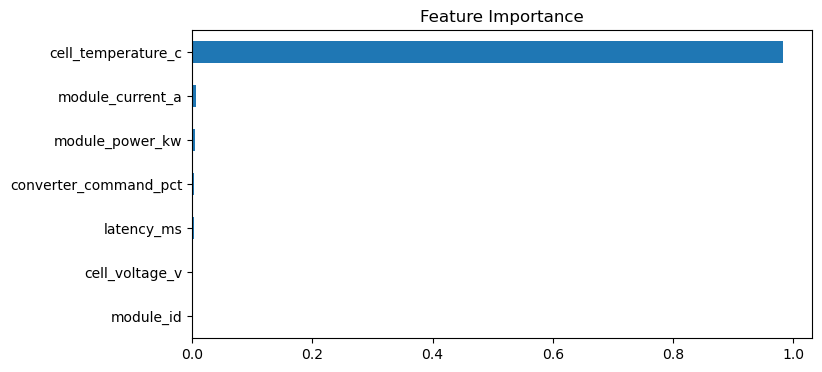 Feature Importance
cell_temperature_c
module_current_a
module_power_kw
converter_command_pct
latency_ms
cell_voltage_v
module_id
0.0 0.2 0.4 0.6 0.8 1.0